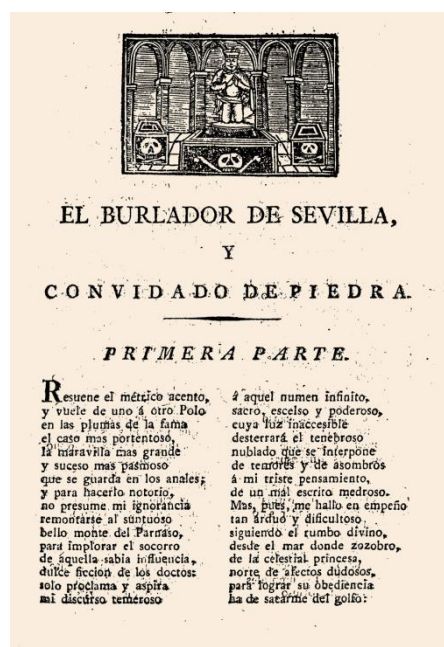 EL BURLADOR DE SEVILLA,
Y
CONVIDADO DE PIEDRA.
PRIMERA PARTE.
Resuene el métrico acento,
y vuele de uno á otro Polo
en las plumas de la fama
el caso mas portentoso,
la maravilla mas grande
y suceso mas pasmoso
que se guarda en los anales;
y para hacerlo notorio,
no presume mi ignorancia
remontarse al suntuoso
bello monte del Parnaso,
para implorar el socorro
de aquella sabia influencia,
dulce ficcion de los doctos:
solo proclama y aspira
mi discurso temeroso
á aquel numen infinito,
sacro, escelso y poderoso,
cuya luz inaccesible
desterrará el tenebroso
nublado que se interpone
de temores y de asombros
á mi triste pensamiento,
de un mal escrito medroso.
Mas, pues, me hallo en empeño
tan arduo y dificultoso,
siguiendo el rumbo divino,
desde el mar donde zozobro,
de la celestial princesa,
norte de afectos dudosos,
para lograr su obediencia
ha de sacarme del golfo: